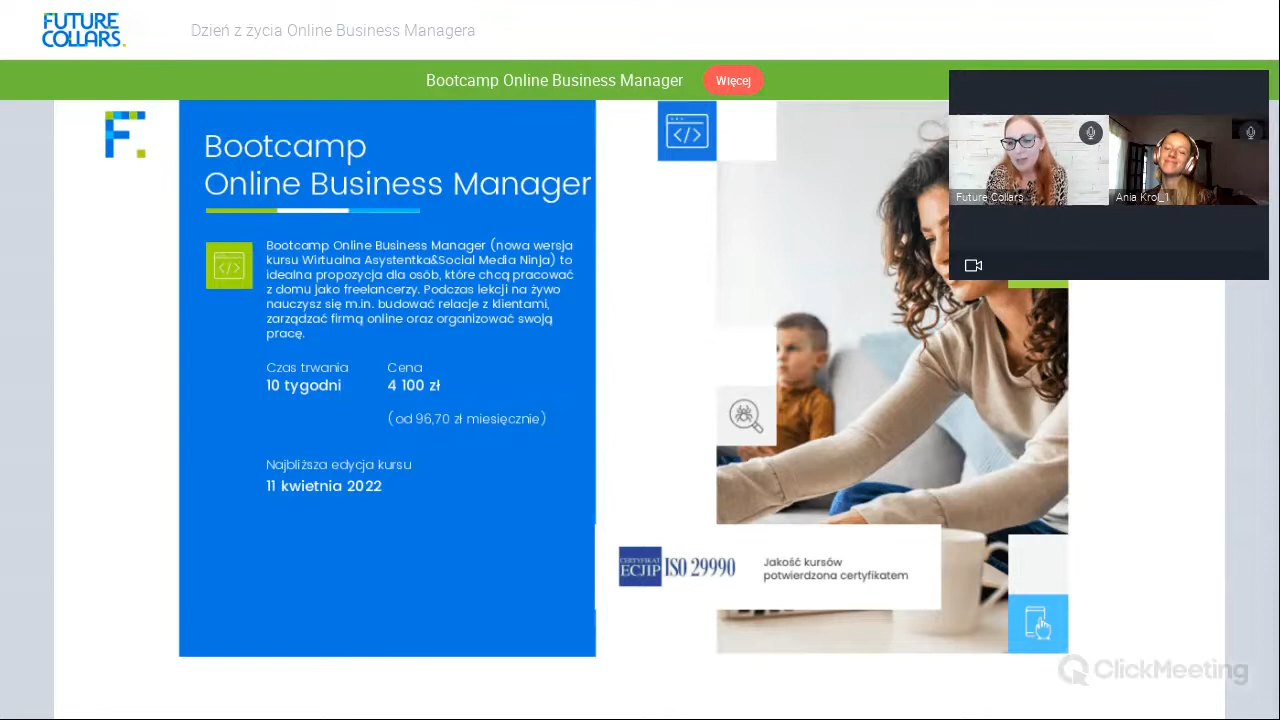 FUTURE
COLLARS.
Dzień z życia Online Business Managera
Bootcamp Online Business Manager
Więcej
F.
Bootcamp
Online Business Manager
Bootcamp Online Business Manager (nowa wersja
kursu Wirtualna Asystentka&Social Media Ninja) to
idealna propozycja dla osób, które chcą pracować
z domu jako freelancerzy. Podczas lekcji na żywo
nauczysz się m.in. budować relacje z klientami,
zarządzać firmą online oraz organizować swoją
pracę.
Czas trwania
10 tygodni
Cena
4 100 zł
(od 96,70 zł miesięcznie)
Najbliższa edycja kursu
11 kwietnia 2022
Future Collars
Ania Krol_1
CERTYFIKAT
ECJIP
ISO 29990
Jakość kursów
potwierdzona certyfikatem
ClickMeeting